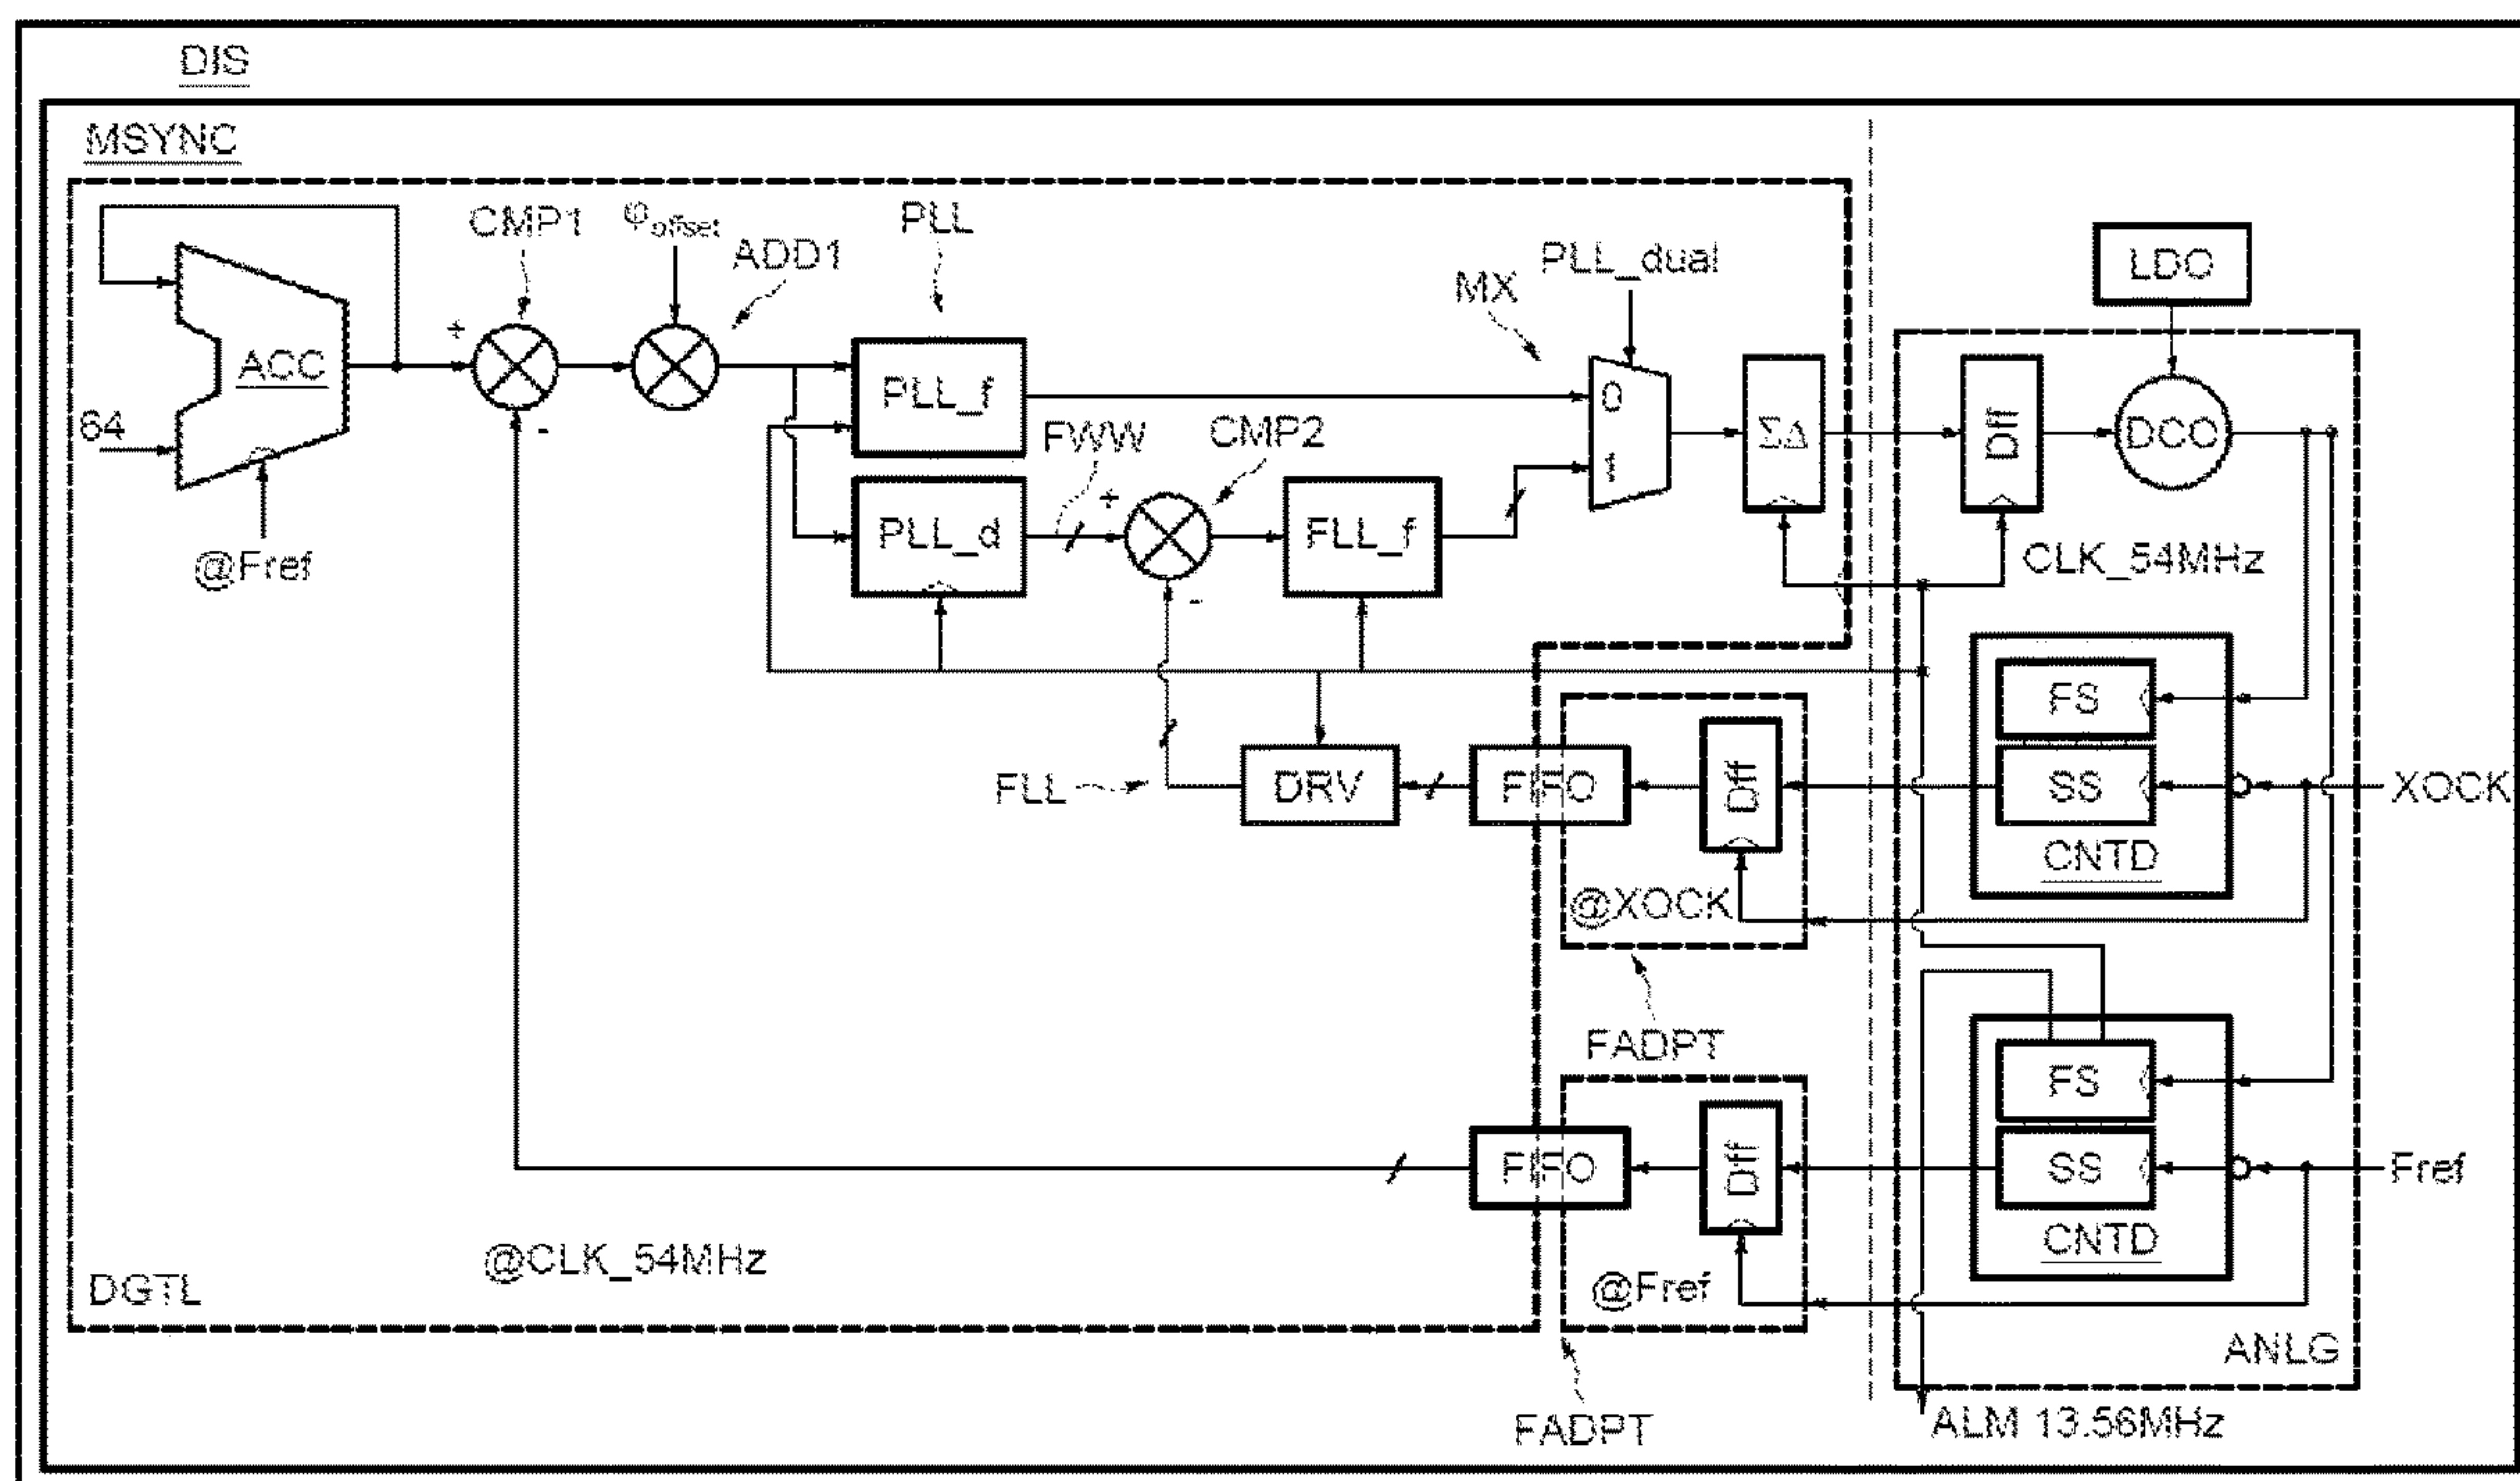 DIS
MSYNC
CMP1
φoffset
ADD1
PLL
PLL_dual
MX
LDO
ACC
64
@Fref
+
-
PLL_f
PLL_d
FWW
+
CMP2
-
FLL_f
0
1
ΣΔ
Dff
DCO
CLK_54MHz
FS
SS
CNTD
XOCK
FLL
DRV
FIFO
Dff
@XOCK
FADPT
FS
SS
CNTD
Fref
FIFO
Dff
@Fref
FADPT
@CLK_54MHz
DGTL
ANLG
ALM 13.56MHz